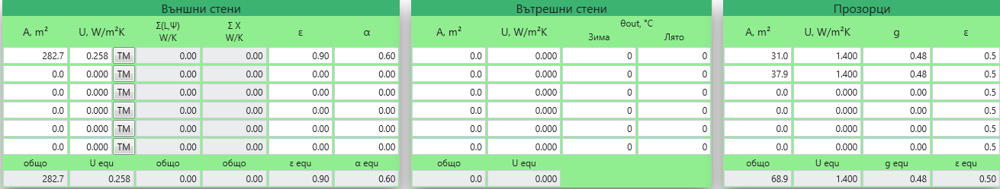 Външни стени Вътрешни стени Прозорци
A, m² U, W/m²K Σ(L,Ψ) W/K Σ X W/K ε α A, m² U, W/m²K θout, °C Зима Лято A, m² U, W/m²K g ε
282.7 0.258 TM 0.00 0.00 0.90 0.60 0.0 0.000 0 0 31.0 1.400 0.48 0.5
0.0 0.000 TM 0.00 0.00 0.00 0.00 0.0 0.000 0 0 37.9 1.400 0.48 0.5
0.0 0.000 TM 0.00 0.00 0.00 0.00 0.0 0.000 0 0 0.0 0.000 0.00 0.5
0.0 0.000 TM 0.00 0.00 0.00 0.00 0.0 0.000 0 0 0.0 0.000 0.00 0.5
0.0 0.000 TM 0.00 0.00 0.00 0.00 0.0 0.000 0 0 0.0 0.000 0.00 0.5
0.0 0.000 TM 0.00 0.00 0.00 0.00 0.0 0.000 0 0 0.0 0.000 0.00 0.5
общо U equ общо общо ε equ α equ общо U equ общо U equ g equ ε equ
282.7 0.258 0.00 0.00 0.90 0.60 0.0 0.000 68.9 1.400 0.48 0.50